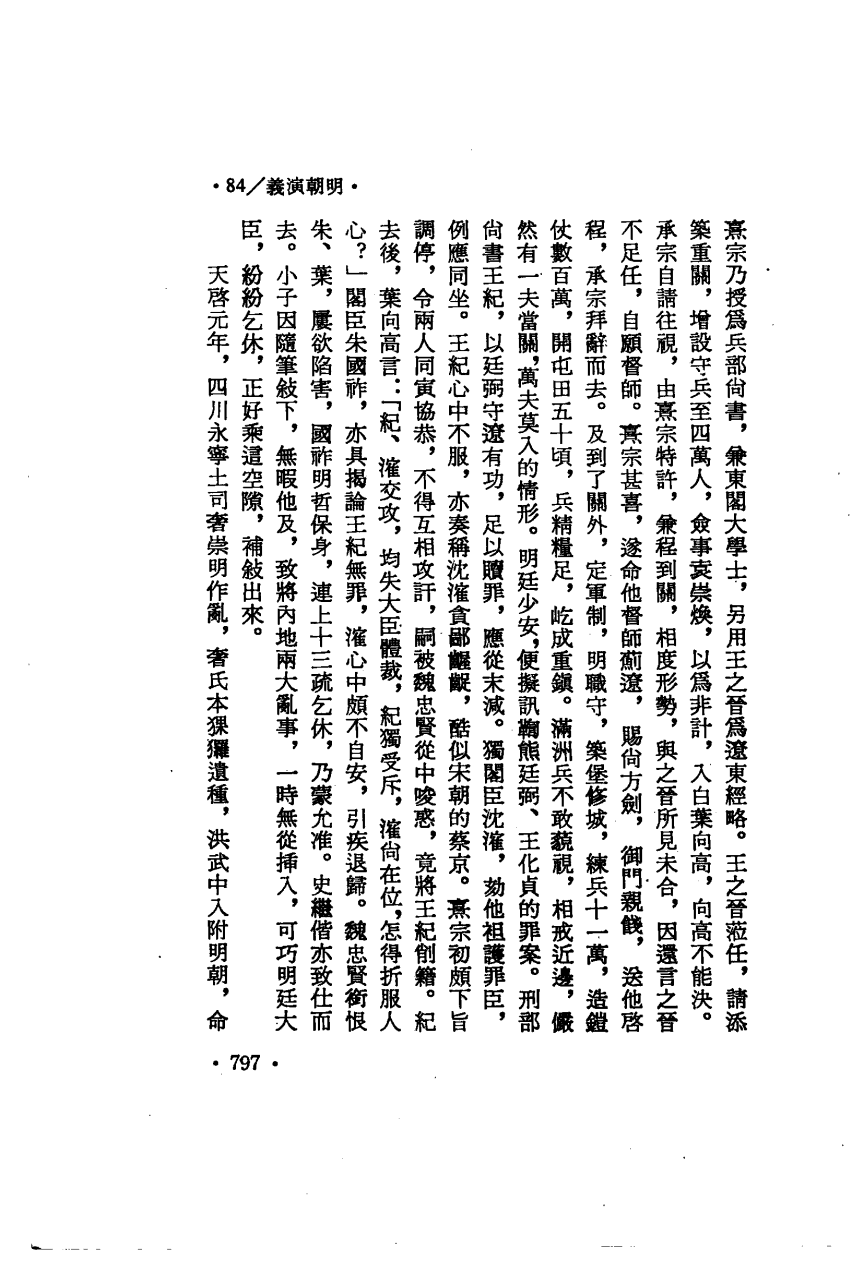 •84/義演朝明•
熹宗乃授爲兵部尙書，兼東閣大學士，另用王之晉爲遼東經略。王之晉蒞任，請添
築重關，增設守兵至四萬人，僉事袁崇煥，以爲非計，入白葉向高，向高不能決。
承宗自請往視，由熹宗特許，兼程到關，相度形勢，與之晉所見未合，因還言之晉
不足任，自願督師。熹宗甚喜，遂命他督師薊遼，賜尙方劍，御門親餞，送他啓
程，承宗拜辭而去。及到了關外，定軍制，明職守，築堡修城，練兵十一萬，造鎧
仗數百萬，開屯田五十頃，兵精糧足，屹成重鎭。滿洲兵不敢藐視，相戒近邊，儼
然有一夫當關，萬夫莫入的情形。明廷少安，便擬訊鞫熊廷弼、王化貞的罪案。刑部
尙書王紀，以廷弼守遼有功，足以贖罪，應從末減。獨閣臣沈㴶，劾他袒護罪臣，
例應同坐。王紀心中不服，亦奏稱沈㴶貪鄙齷齪，酷似宋朝的蔡京。熹宗初頗下旨
調停，令兩人同寅協恭，不得互相攻訐，嗣被魏忠賢從中唆惑，竟將王紀削籍。紀
去後，葉向高言：「紀、㴶交攻，均失大臣體裁，紀獨受斥，㴶尙在位，怎得折服人
心？」閣臣朱國祚，亦具揭論王紀無罪，㴶心中頗不自安，引疾退歸。魏忠賢銜恨
朱、葉，屢欲陷害，國祚明哲保身，連上十三疏乞休，乃蒙允准。史繼偕亦致仕而
去。小子因隨筆敍下，無暇他及，致將內地兩大亂事，一時無從挿入，可巧明廷大
臣，紛紛乞休，正好乘這空隙，補敍出來。
天啓元年，四川永寧土司奢崇明作亂，奢氏本猓玀遺種，洪武中入附明朝，命
•797•